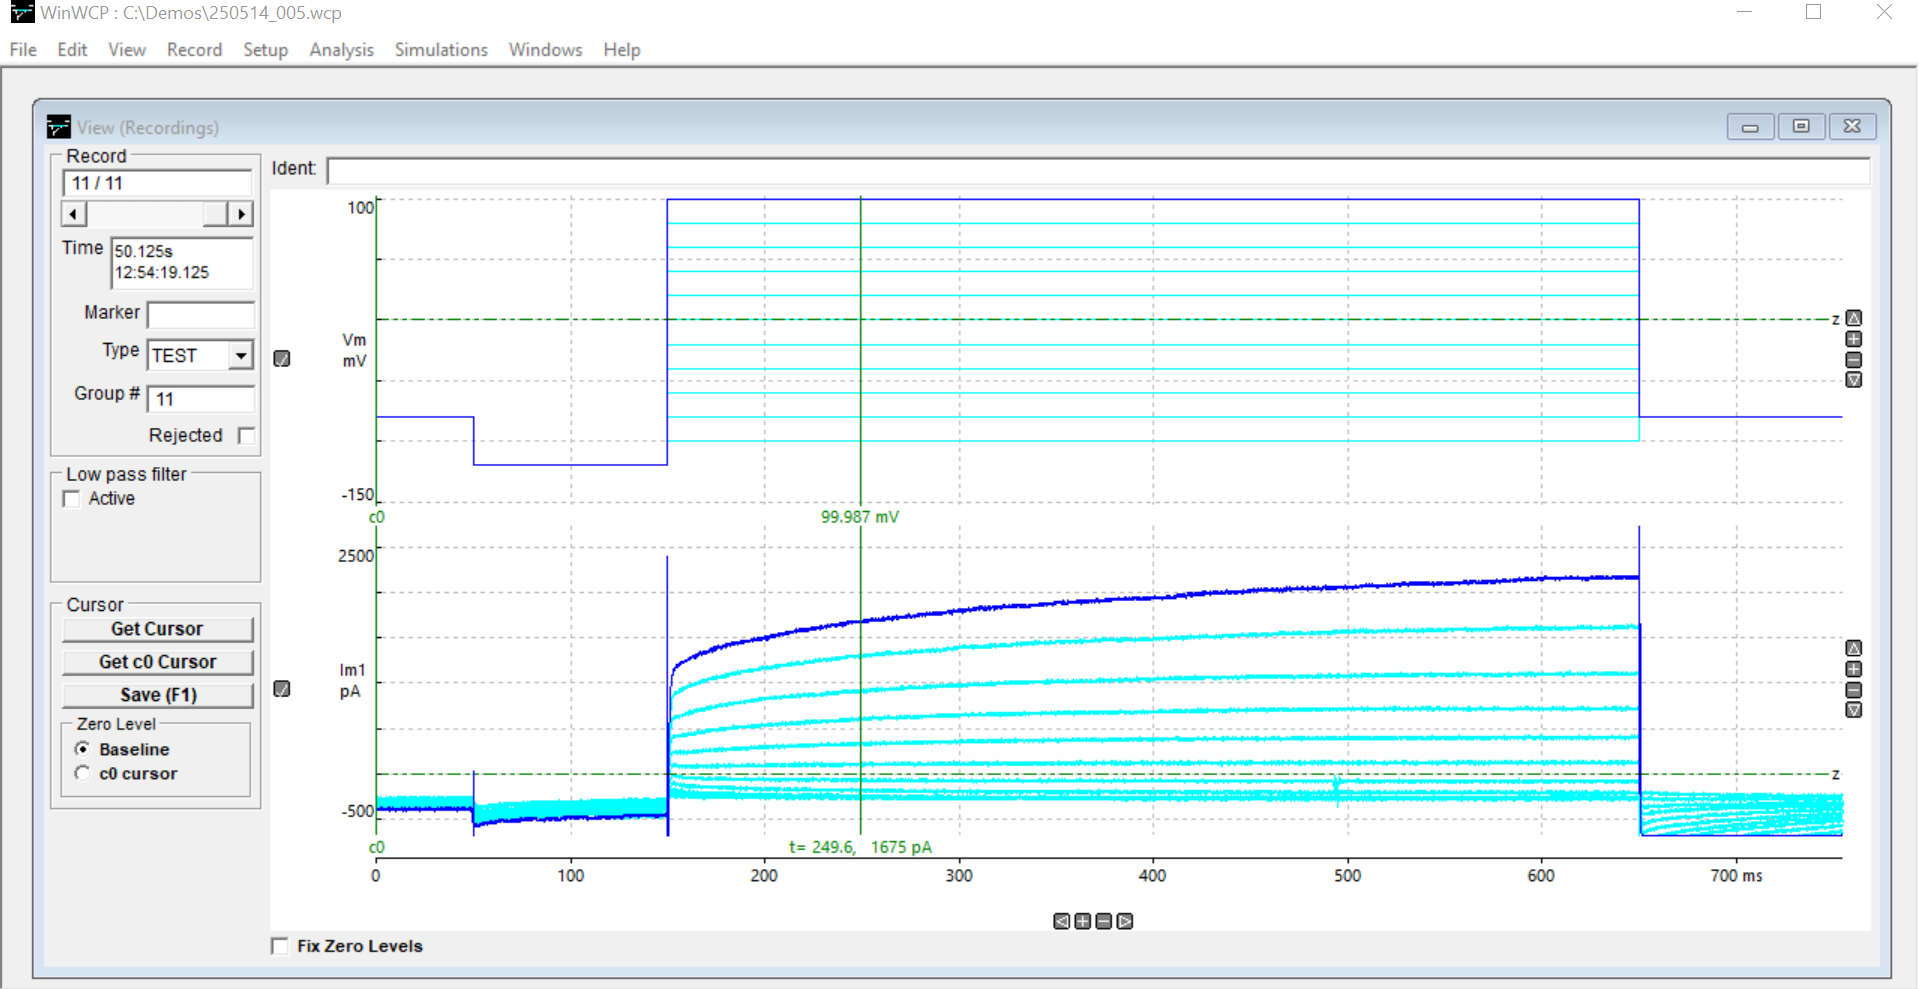 WinWCP : C:\Demos\250514_005.wcp
File Edit View Record Setup Analysis Simulations Windows Help
View (Recordings)
Record
11 / 11
Time 50.125s
12:54:19.125
Marker
Type TEST
Group # 11
Rejected
Low pass filter
Active
Cursor
Get Cursor
Get c0 Cursor
Save (F1)
Zero Level
Baseline
c0 cursor
Ident:
100
Vm
mV
z
-150
c0 99.987 mV
2500
Im1
pA
z
-500
c0 t= 249.6, 1675 pA
0 100 200 300 400 500 600 700 ms
Fix Zero Levels